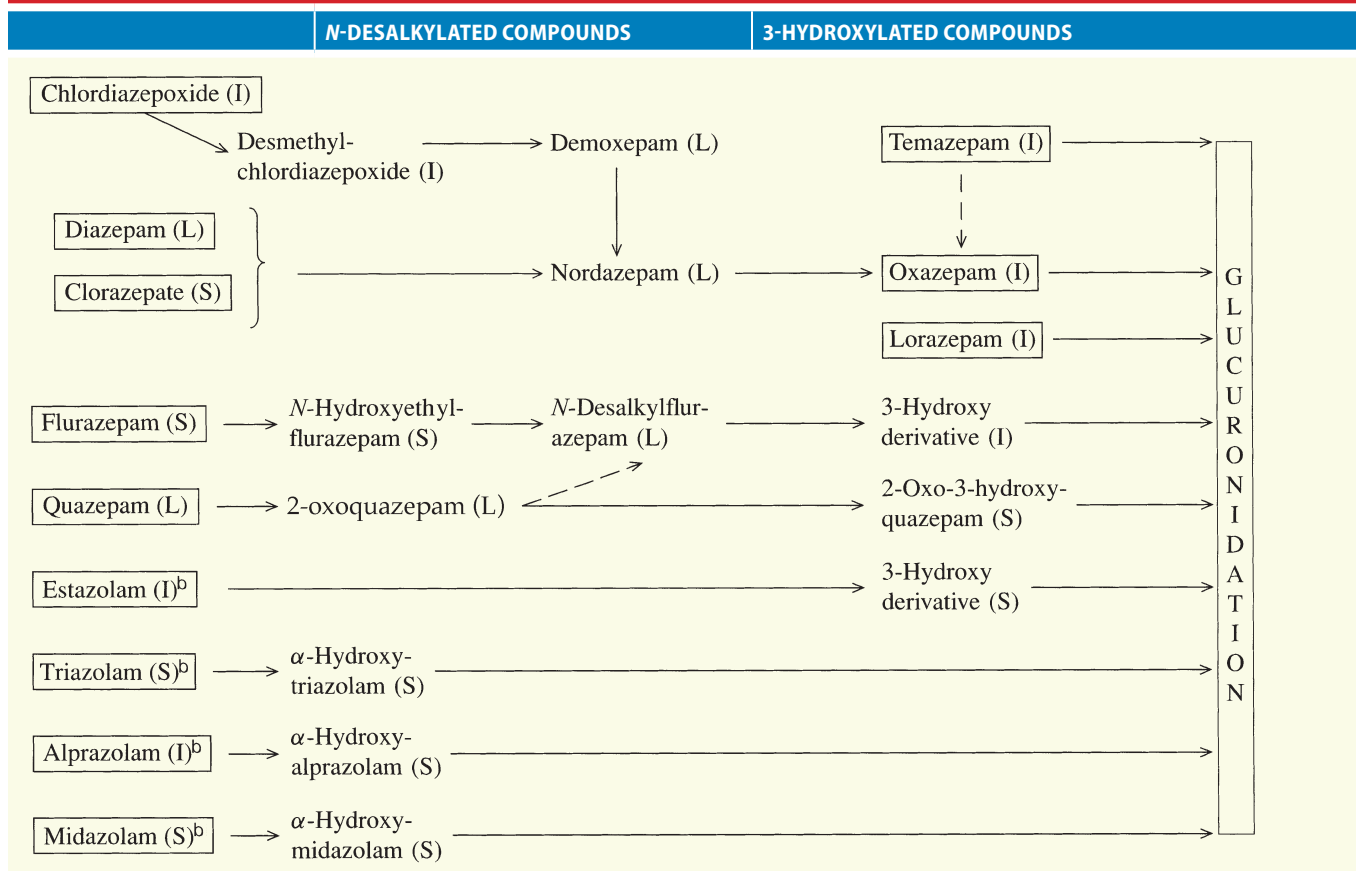 N-DESALKYLATED COMPOUNDS
3-HYDROXYLATED COMPOUNDS
Chlordiazepoxide (I)
Desmethyl-
chlordiazepoxide (I)
Demoxepam (L)
Temazepam (I)
Diazepam (L)
Clorazepate (S)
Nordazepam (L)
Oxazepam (I)
Lorazepam (I)
Flurazepam (S)
N-Hydroxyethyl-
flurazepam (S)
N-Desalkylflur-
azepam (L)
3-Hydroxy
derivative (I)
Quazepam (L)
2-oxoquazepam (L)
2-Oxo-3-hydroxy-
quazepam (S)
Estazolam (I)b
3-Hydroxy
derivative (S)
Triazolam (S)b
α-Hydroxy-
triazolam (S)
Alprazolam (I)b
α-Hydroxy-
alprazolam (S)
Midazolam (S)b
α-Hydroxy-
midazolam (S)
G
L
U
C
U
R
O
N
I
D
A
T
I
O
N